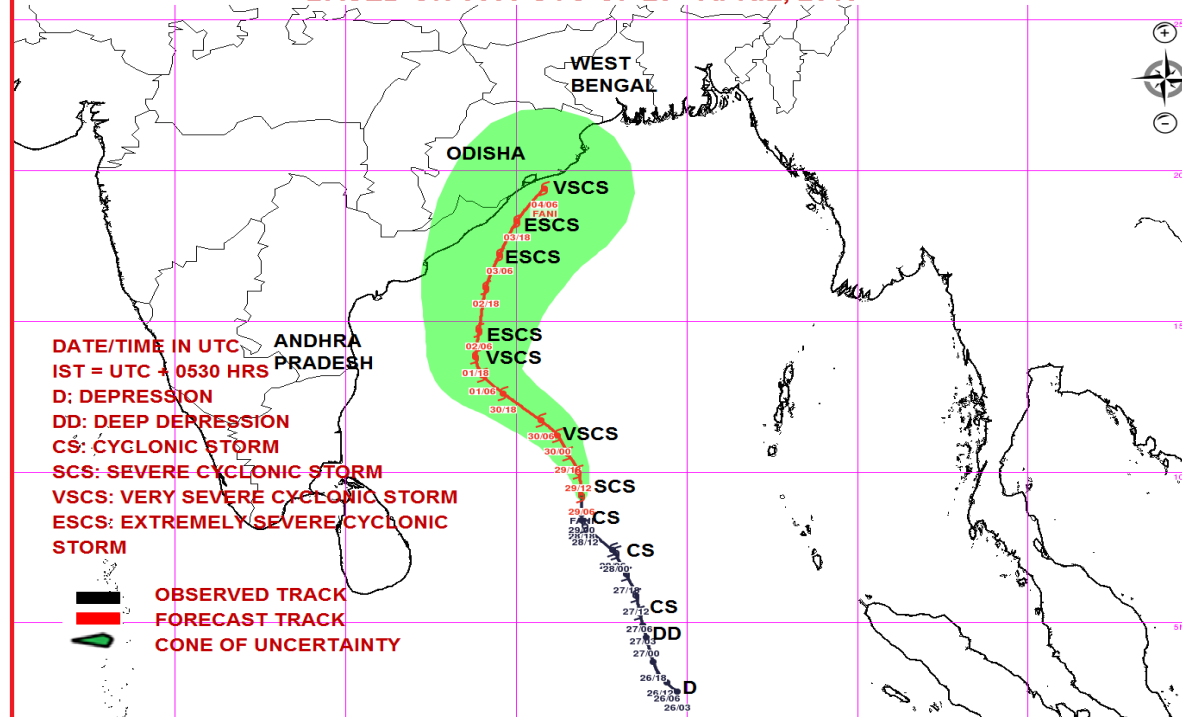 WEST
BENGAL
ODISHA
VSCS
04/06
FANI
ESCS
03/18
ESCS
03/06
02/18
ESCS
02/06
VSCS
01/18
01/06
30/18
30/06
VSCS
30/00
29/18
29/12
SCS
29/06
FANI
CS
29/00
28/18
28/12
CS
28/00
27/18
27/12
CS
27/06
27/03
DD
27/00
26/18
26/12
26/06
26/03
D
ANDHRA
PRADESH
DATE/TIME IN UTC
IST = UTC + 0530 HRS
D: DEPRESSION
DD: DEEP DEPRESSION
CS: CYCLONIC STORM
SCS: SEVERE CYCLONIC STORM
VSCS: VERY SEVERE CYCLONIC STORM
ESCS: EXTREMELY SEVERE CYCLONIC
STORM
OBSERVED TRACK
FORECAST TRACK
CONE OF UNCERTAINTY